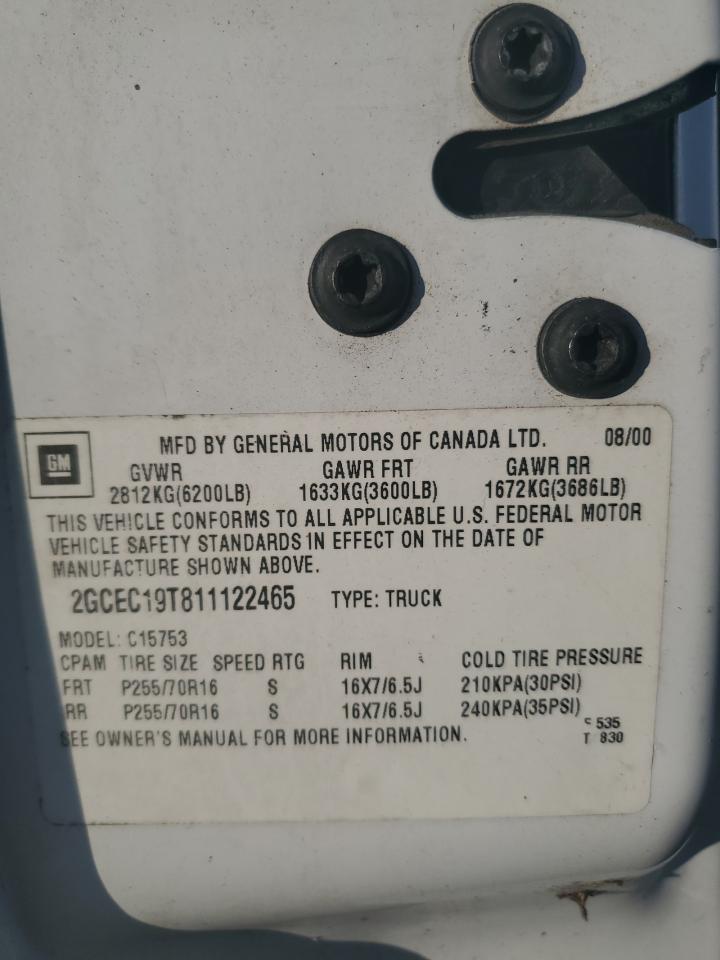 MFD BY GENERAL MOTORS OF CANADA LTD. 08/00
GM
GVWR GAWR FRT GAWR RR
2812KG(6200LB) 1633KG(3600LB) 1672KG(3686LB)
THIS VEHICLE CONFORMS TO ALL APPLICABLE U.S. FEDERAL MOTOR
VEHICLE SAFETY STANDARDS IN EFFECT ON THE DATE OF
MANUFACTURE SHOWN ABOVE.
2GCEC19T811122465 TYPE: TRUCK
MODEL: C15753
CPAM TIRE SIZE SPEED RTG RIM COLD TIRE PRESSURE
FRT P255/70R16 S 16X7/6.5J 210KPA(30PSI)
RR P255/70R16 S 16X7/6.5J 240KPA(35PSI)
SEE OWNER'S MANUAL FOR MORE INFORMATION.
S 535
T 830